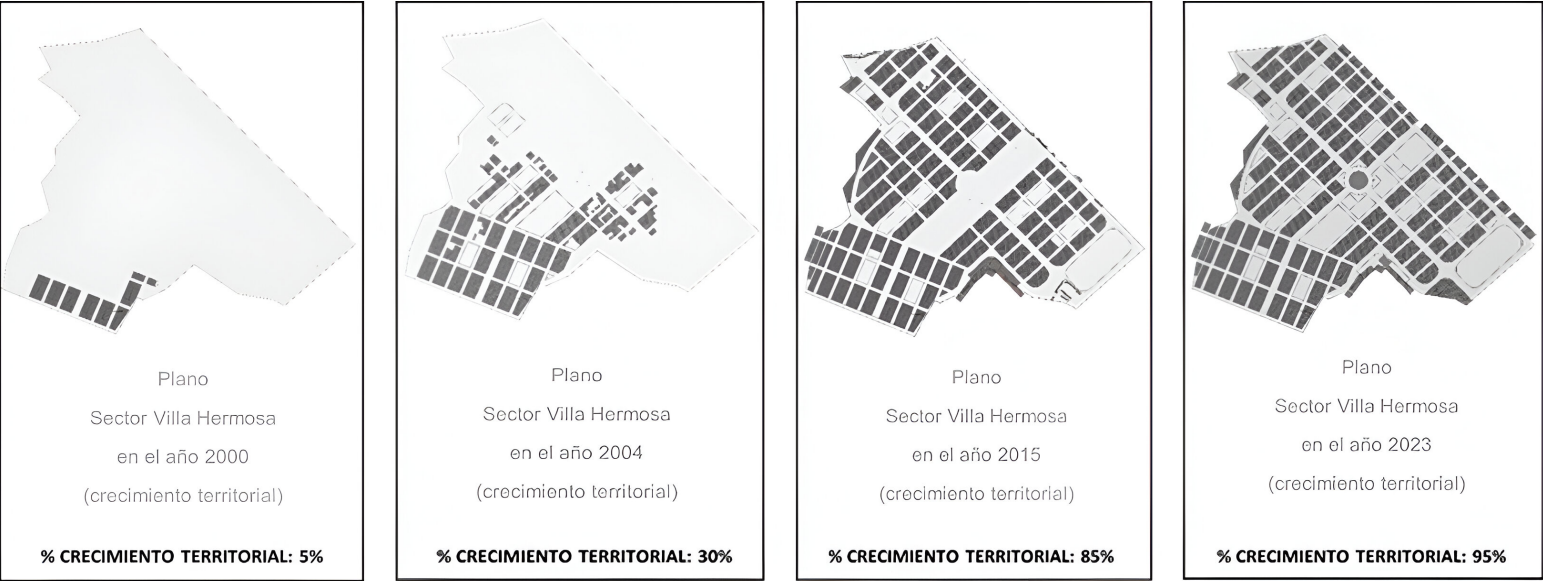 Plano
Sector Villa Hermosa
en el año 2000
(crecimiento territorial)
% CRECIMIENTO TERRITORIAL: 5%
Plano
Sector Villa Hermosa
en el año 2004
(crecimiento territorial)
% CRECIMIENTO TERRITORIAL: 30%
Plano
Sector Villa Hermosa
en el año 2015
(crecimiento territorial)
% CRECIMIENTO TERRITORIAL: 85%
Plano
Sector Villa Hermosa
en el año 2023
(crecimiento territorial)
% CRECIMIENTO TERRITORIAL: 95%